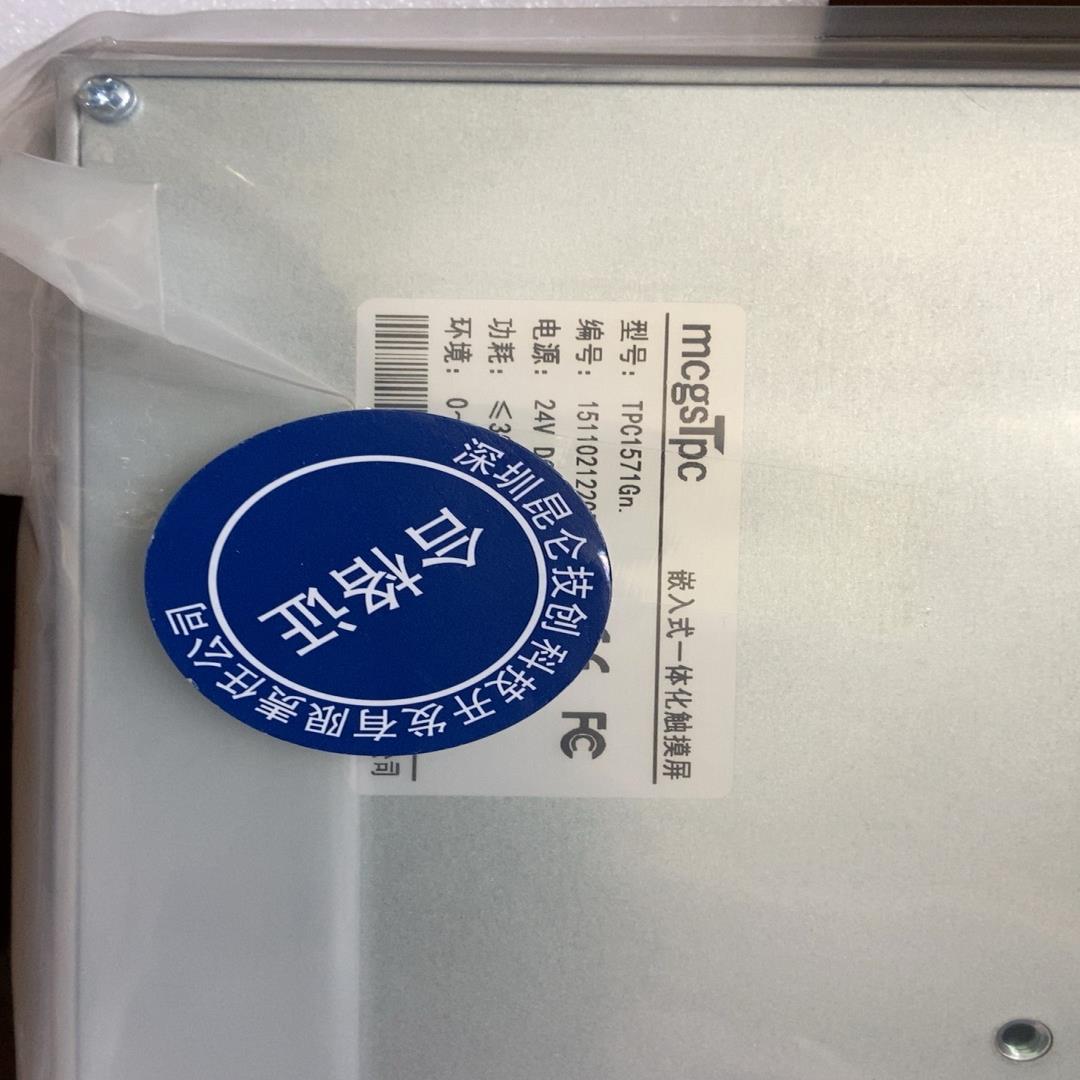 mcgsTpc 嵌入式一体化触摸屏
型号: TPC1571Gn.
编号: 15110212
电源: 24V
功耗: ≤3
环境: 0~
FC
司
深圳昆仑技创科技开发有限责任公司
合格证